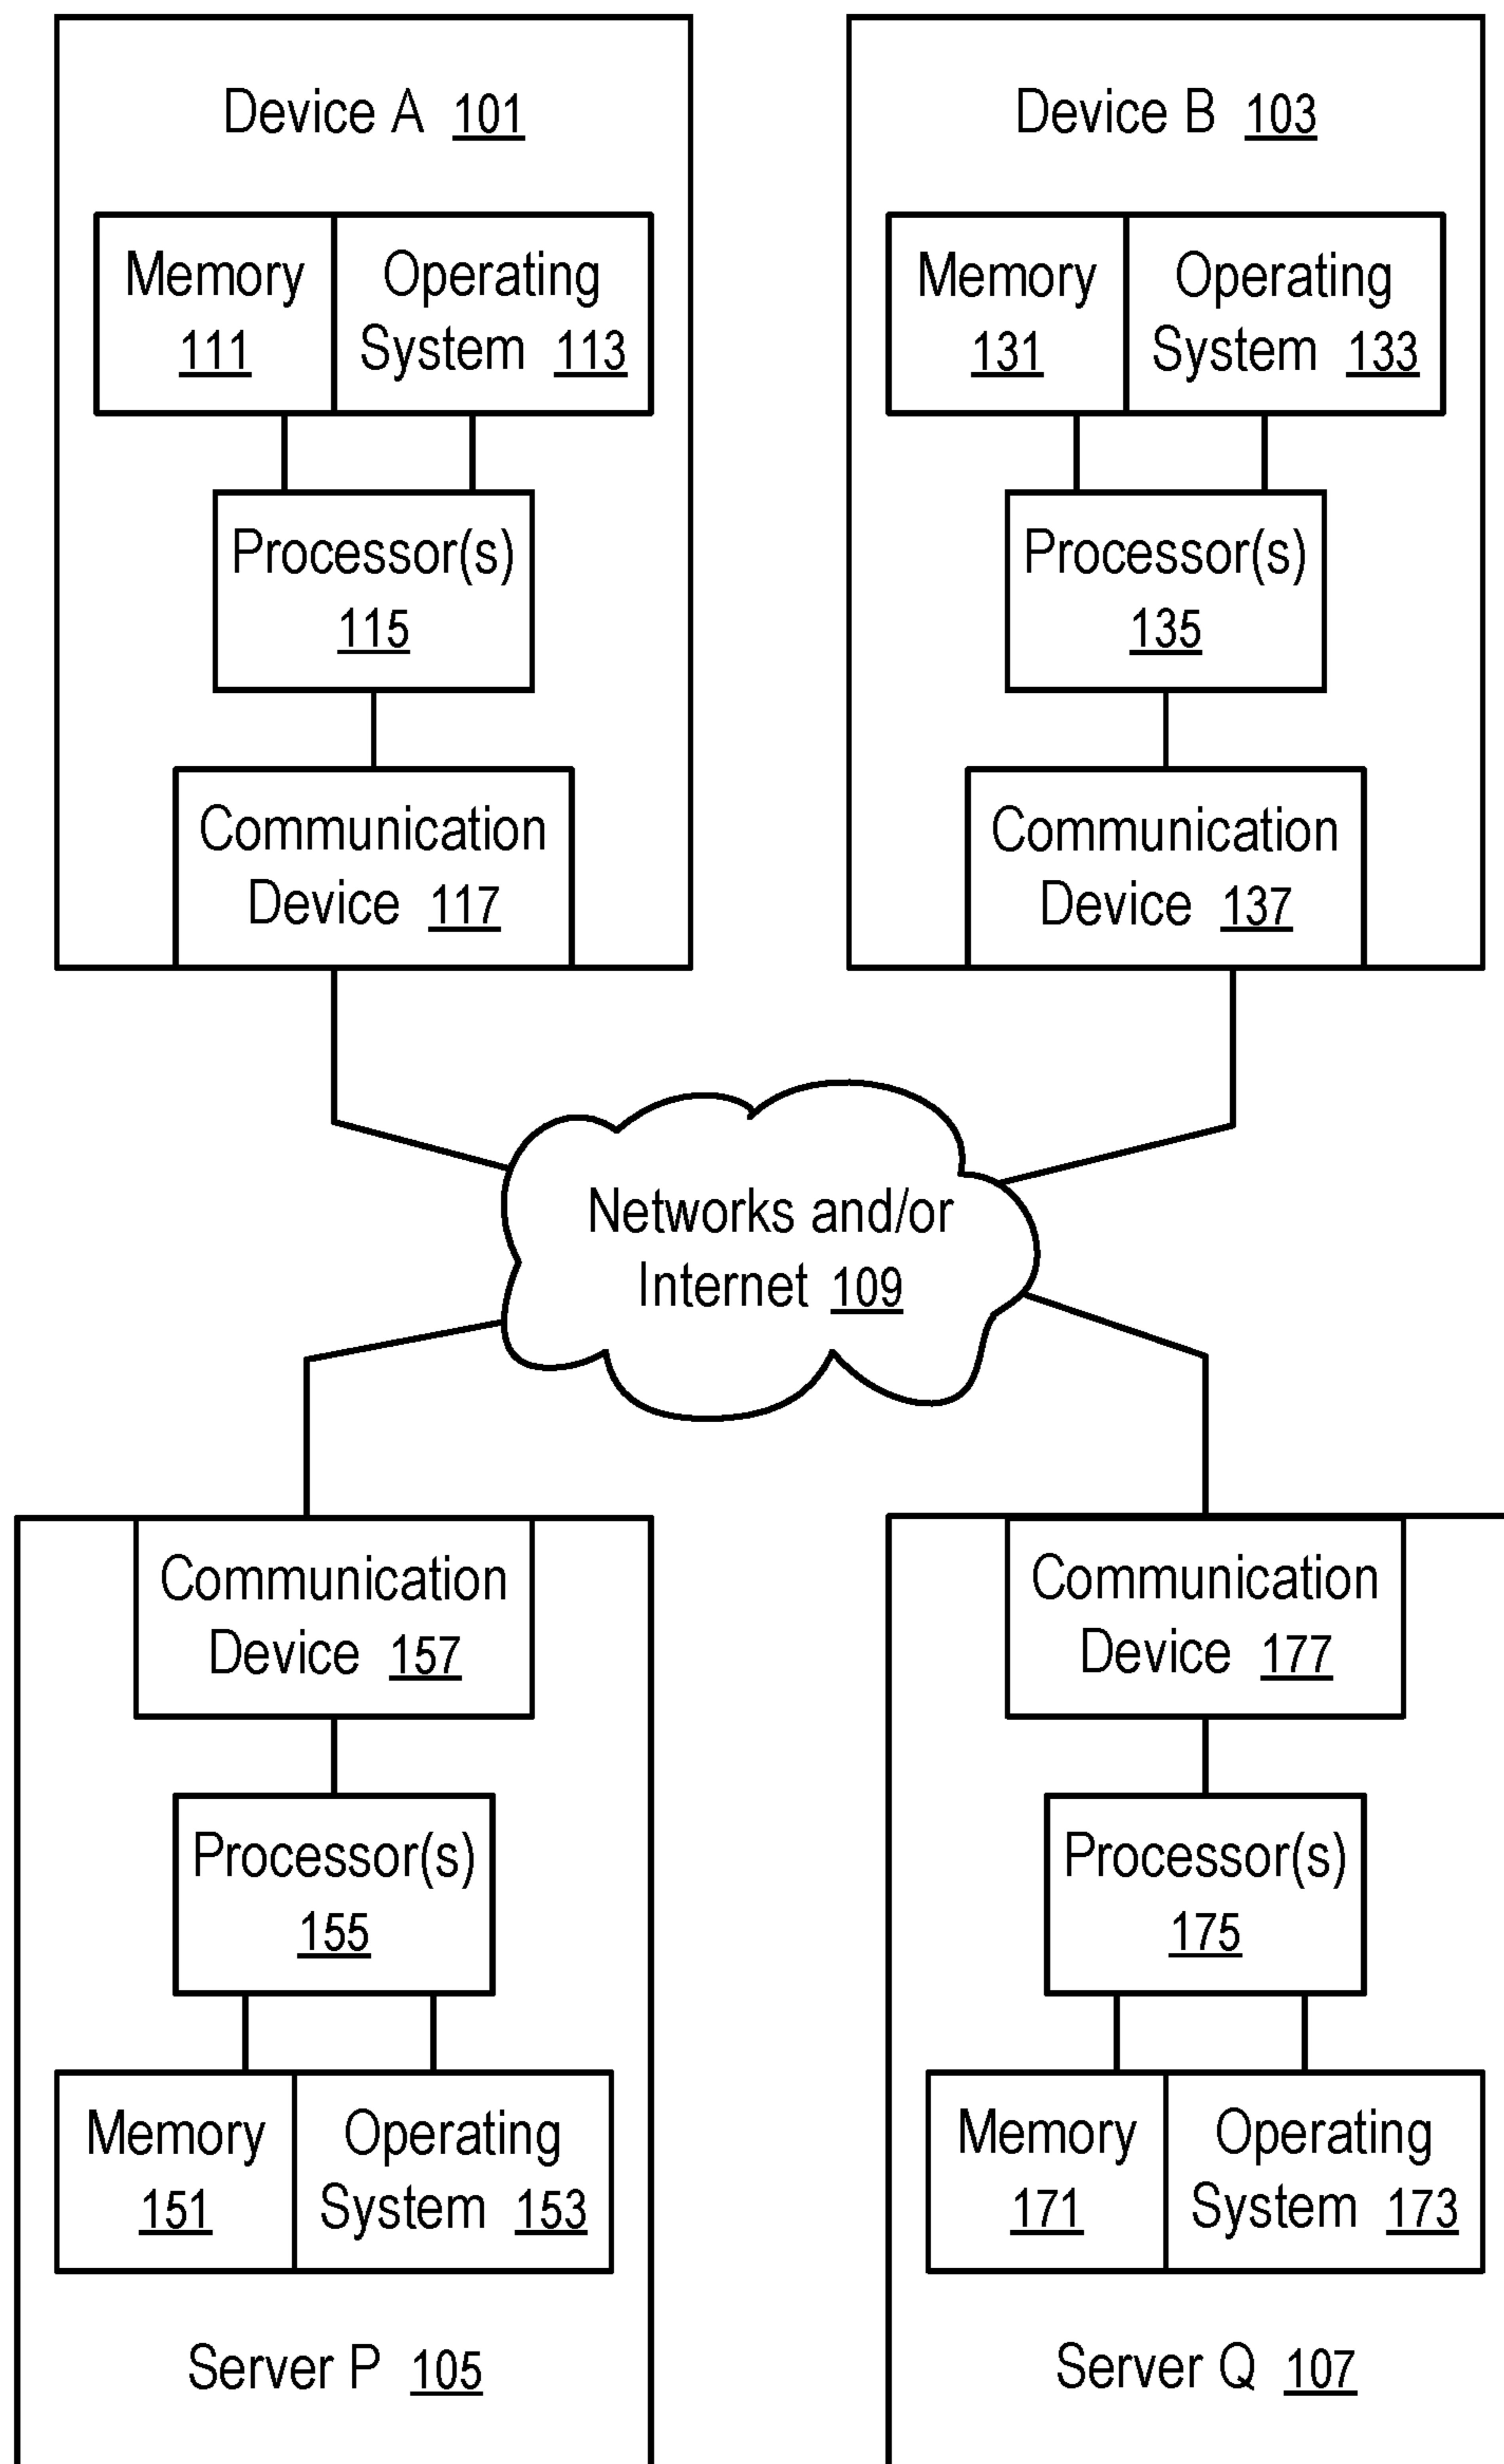 Device A 101
Memory
111
Operating
System 113
Processor(s)
115
Communication
Device 117
Device B 103
Memory
131
Operating
System 133
Processor(s)
135
Communication
Device 137
Networks and/or
Internet 109
Communication
Device 157
Processor(s)
155
Memory
151
Operating
System 153
Server P 105
Communication
Device 177
Processor(s)
175
Memory
171
Operating
System 173
Server Q 107